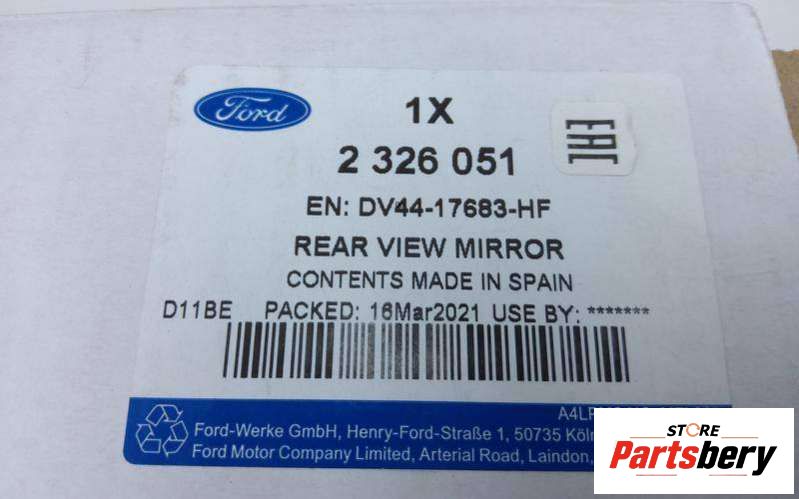 Ford
1X
EAC
2 326 051
EN: DV44-17683-HF
REAR VIEW MIRROR
CONTENTS MADE IN SPAIN
D11BE PACKED: 16Mar2021 USE BY: *******
Ford-Werke GmbH, Henry-Ford-Straße 1, 50735 Köln
Ford Motor Company Limited, Arterial Road, Laindon,
STORE
Partsbery